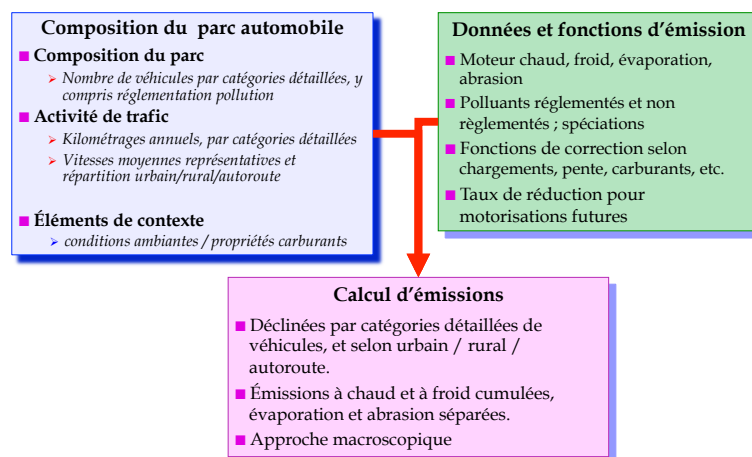 Composition du parc automobile
Composition du parc
Nombre de véhicules par catégories détaillées, y
compris réglementation pollution
Activité de trafic
Kilométrages annuels, par catégories détaillées
Vitesses moyennes représentatives et
répartition urbain/rural/autoroute
Éléments de contexte
conditions ambiantes / propriétés carburants
Données et fonctions d'émission
Moteur chaud, froid, évaporation,
abrasion
Polluants réglementés et non
règlementés ; spéciations
Fonctions de correction selon
chargements, pente, carburants, etc.
Taux de réduction pour
motorisations futures
Calcul d'émissions
Déclinées par catégories détaillées de
véhicules, et selon urbain / rural /
autoroute.
Émissions à chaud et à froid cumulées,
évaporation et abrasion séparées.
Approche macroscopique